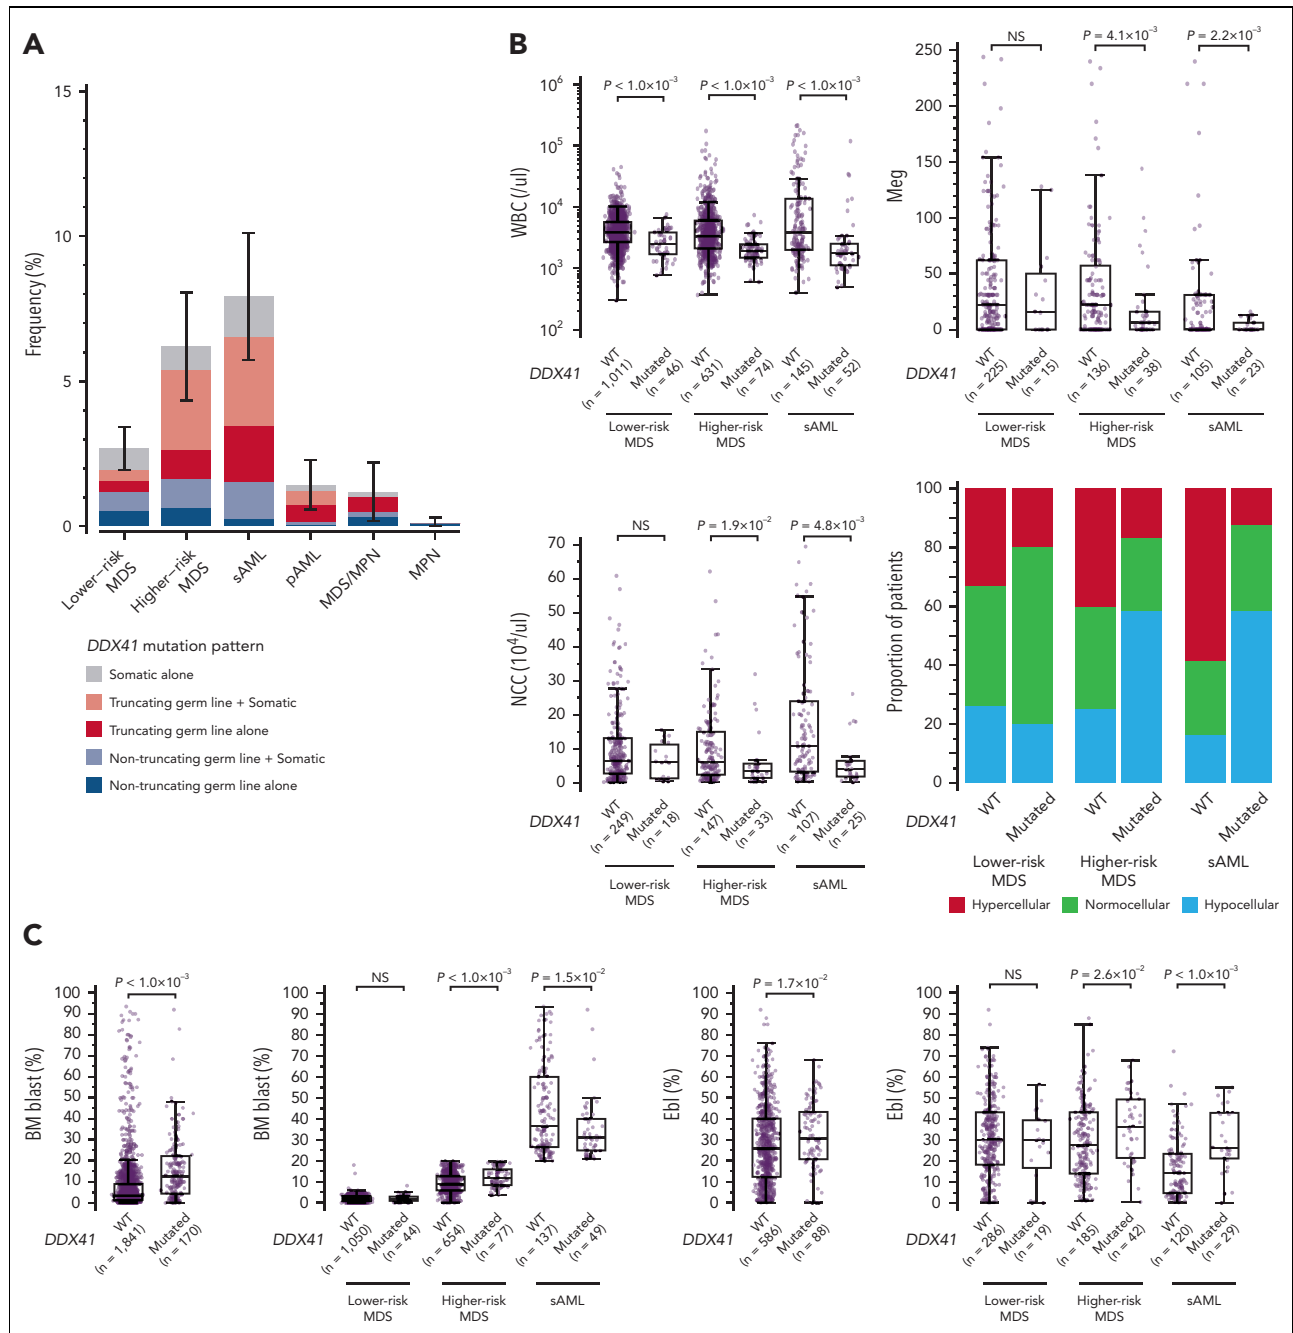 A
15
10
5
0
Frequency (%)
Lower–risk MDS
Higher–risk MDS
sAML
pAML
MDS/MPN
MPN
DDX41 mutation pattern
Somatic alone
Truncating germ line + Somatic
Truncating germ line alone
Non-truncating germ line + Somatic
Non-truncating germ line alone
B
P < 1.0×10⁻³
P < 1.0×10⁻³
P < 1.0×10⁻³
10⁶
10⁵
10⁴
10³
10²
WBC (/ul)
DDX41
WT (n = 1,011)
Mutated (n = 46)
WT (n = 631)
Mutated (n = 74)
WT (n = 145)
Mutated (n = 52)
Lower-risk MDS
Higher-risk MDS
sAML
NS
P = 4.1×10⁻³
P = 2.2×10⁻³
250
200
150
100
50
0
Meg
DDX41
WT (n = 225)
Mutated (n = 15)
WT (n = 136)
Mutated (n = 38)
WT (n = 105)
Mutated (n = 23)
Lower-risk MDS
Higher-risk MDS
sAML
NS
P = 1.9×10⁻²
P = 4.8×10⁻³
70
60
50
40
30
20
10
0
NCC (10⁴/ul)
DDX41
WT (n = 249)
Mutated (n = 18)
WT (n = 147)
Mutated (n = 33)
WT (n = 107)
Mutated (n = 25)
Lower-risk MDS
Higher-risk MDS
sAML
100
80
60
40
20
0
Proportion of patients
DDX41
WT
Mutated
WT
Mutated
WT
Mutated
Lower-risk MDS
Higher-risk MDS
sAML
Hypercellular
Normocellular
Hypocellular
C
P < 1.0×10⁻³
100
90
80
70
60
50
40
30
20
10
0
BM blast (%)
DDX41
WT (n = 1,841)
Mutated (n = 170)
NS
P < 1.0×10⁻³
P = 1.5×10⁻²
100
90
80
70
60
50
40
30
20
10
0
BM blast (%)
DDX41
WT (n = 1,050)
Mutated (n = 44)
WT (n = 654)
Mutated (n = 77)
WT (n = 137)
Mutated (n = 49)
Lower-risk MDS
Higher-risk MDS
sAML
P = 1.7×10⁻²
100
90
80
70
60
50
40
30
20
10
0
Ebl (%)
DDX41
WT (n = 586)
Mutated (n = 88)
NS
P = 2.6×10⁻²
P < 1.0×10⁻³
100
90
80
70
60
50
40
30
20
10
0
Ebl (%)
DDX41
WT (n = 286)
Mutated (n = 19)
WT (n = 185)
Mutated (n = 42)
WT (n = 120)
Mutated (n = 29)
Lower-risk MDS
Higher-risk MDS
sAML